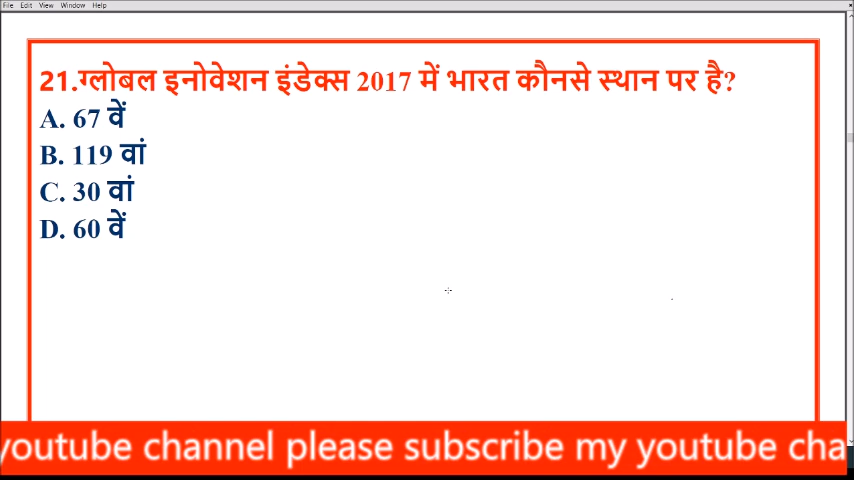 File Edit View Window Help
21.ग्लोबल इनोवेशन इंडेक्स 2017 में भारत कौनसे स्थान पर है?
A. 67 वें
B. 119 वां
C. 30 वां
D. 60 वें
youtube channel please subscribe my youtube cha